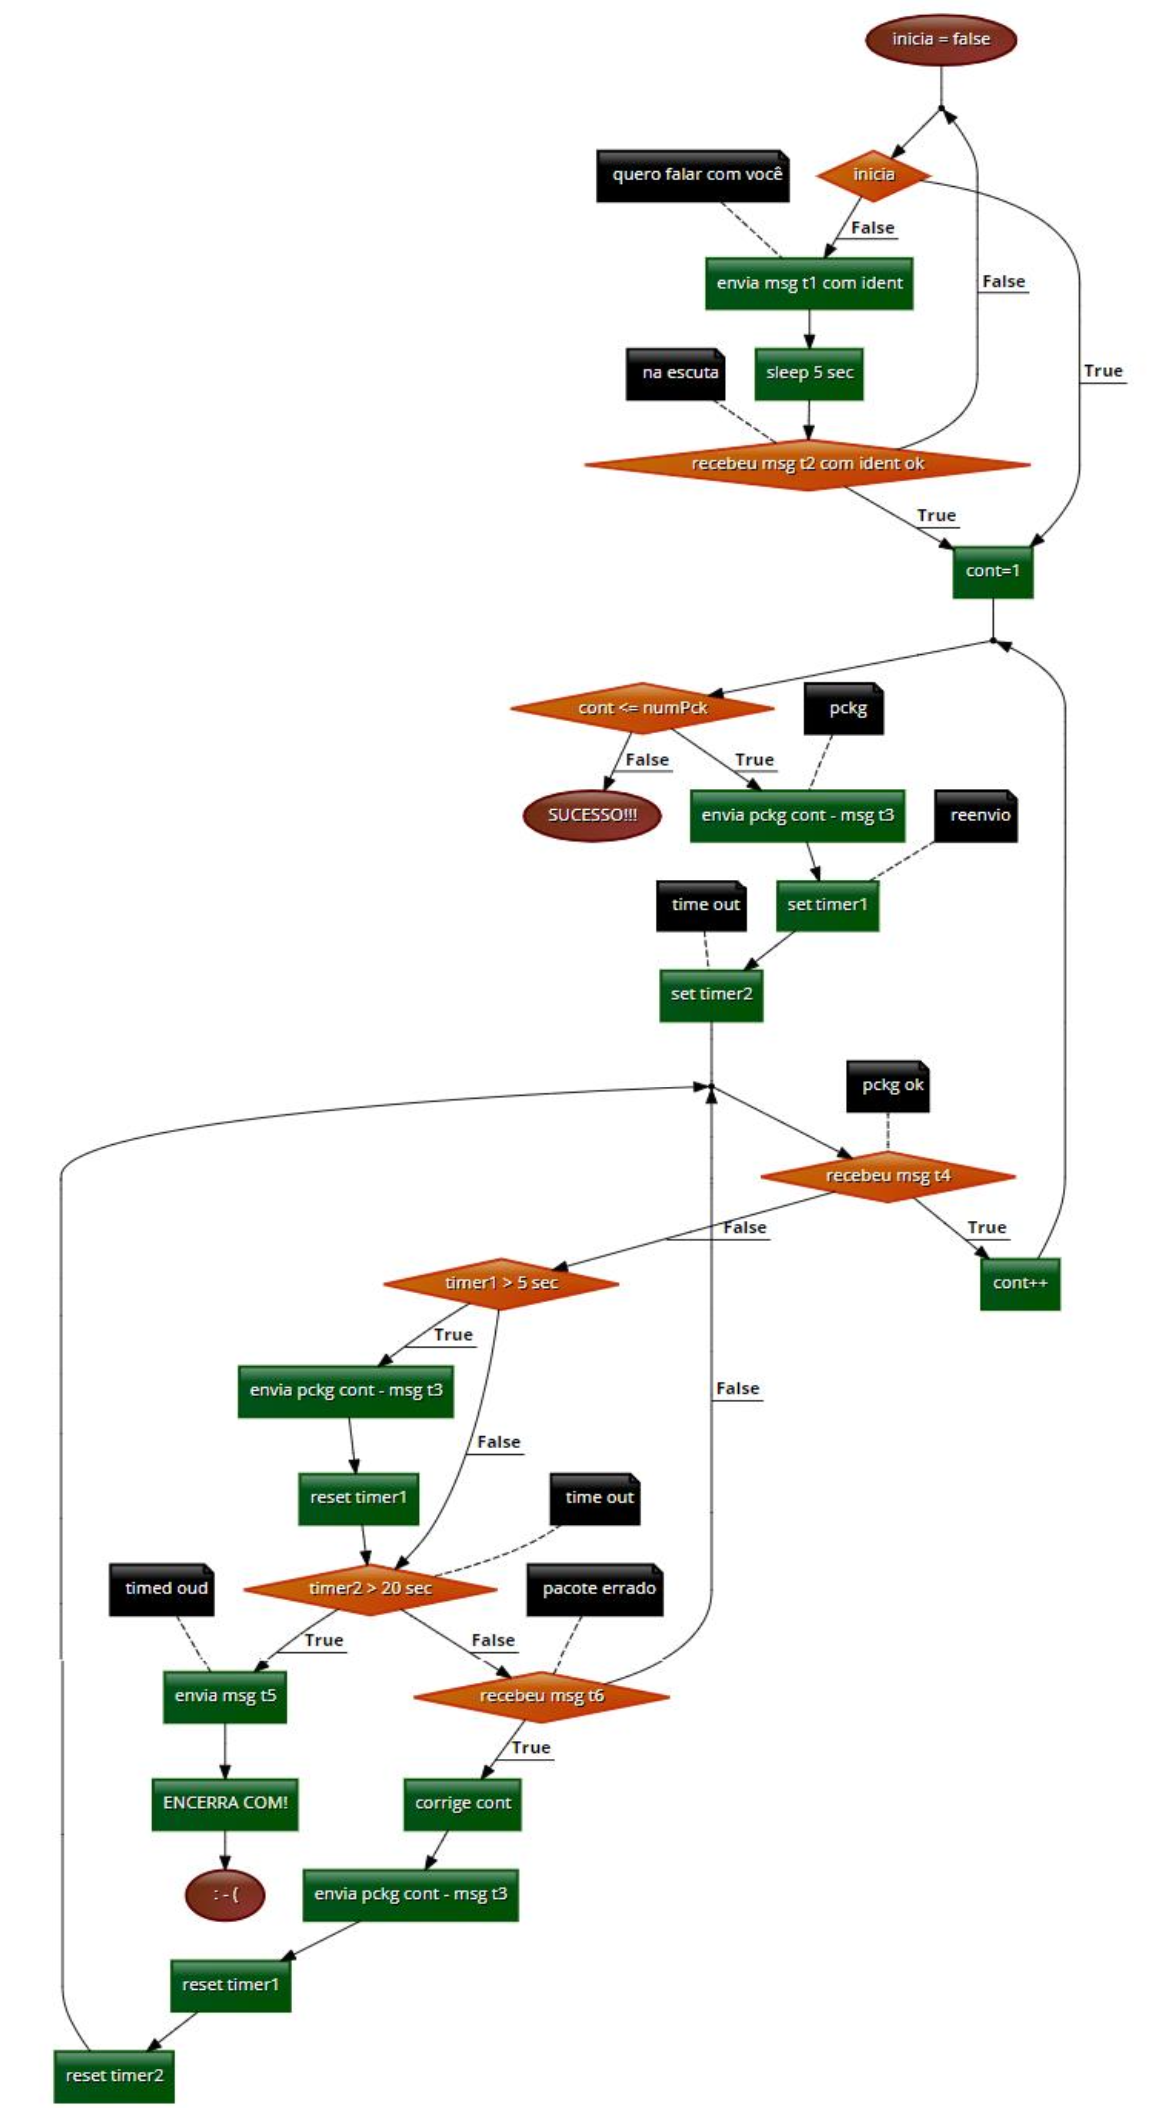 inicia = false
quero falar com você
inicia
False
envia msg t1 com ident
False
na escuta
sleep 5 sec
True
recebeu msg t2 com ident ok
True
cont=1
cont <= numPck
pckg
False
True
SUCESSO!!!
envia pckg cont - msg t3
reenvio
time out
set timer1
set timer2
pckg ok
recebeu msg t4
False
True
timer1 > 5 sec
cont++
True
envia pckg cont - msg t3
False
False
reset timer1
time out
timed oud
timer2 > 20 sec
pacote errado
True
False
envia msg t5
recebeu msg t6
True
ENCERRA COM!
corrige cont
: - (
envia pckg cont - msg t3
reset timer1
reset timer2